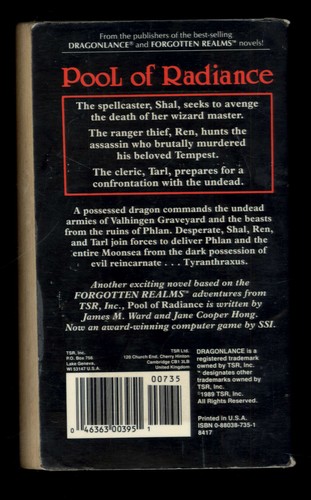 From the publishers of the best-selling
DRAGONLANCE® and FORGOTTEN REALMS™ novels!
POOL OF RADIANCE
The spellcaster, Shal, seeks to avenge
the death of her wizard master.
The ranger thief, Ren, hunts the
assassin who brutally murdered
his beloved Tempest.
The cleric, Tarl, prepares for a
confrontation with the undead.
A possessed dragon commands the undead
armies of Valhingen Graveyard and the beasts
from the ruins of Phlan. Desperate, Shal, Ren,
and Tarl join forces to deliver Phlan and the
entire Moonsea from the dark possession of
evil reincarnate . . . Tyranthraxus.
Another exciting novel based on the
FORGOTTEN REALMS™ adventures from
TSR, Inc., Pool of Radiance is written by
James M. Ward and Jane Cooper Hong.
Now an award-winning computer game by SSI.
TSR, Inc.
P.O. Box 756
Lake Geneva,
WI 53147 U.S.A.
TSR Ltd.
120 Church End, Cherry Hinton
Cambridge CB1 3LB
United Kingdom
00735
0 46363 00395 1
DRAGONLANCE is a
registered trademark
owned by TSR, Inc.
™ designates other
trademarks owned by
TSR, Inc.
©1989 TSR, Inc.
All Rights Reserved.
Printed in U.S.A.
ISBN 0-88038-735-1
8417